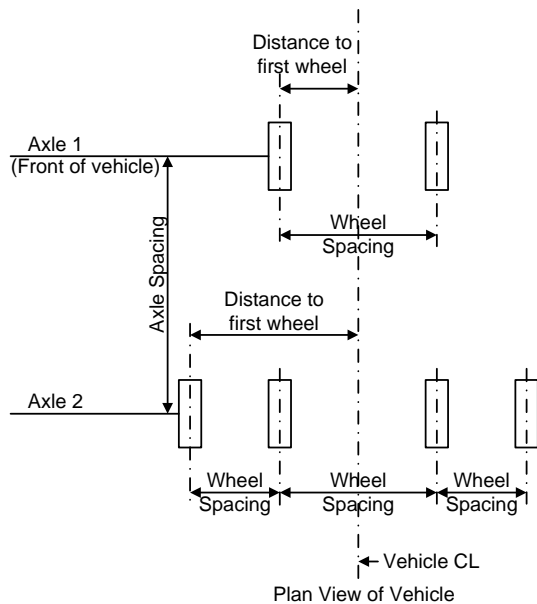 Distance to
first wheel
Axle 1
(Front of vehicle)
Wheel
Spacing
Axle Spacing
Distance to
first wheel
Axle 2
Wheel
Spacing
Wheel
Spacing
Wheel
Spacing
Vehicle CL
Plan View of Vehicle